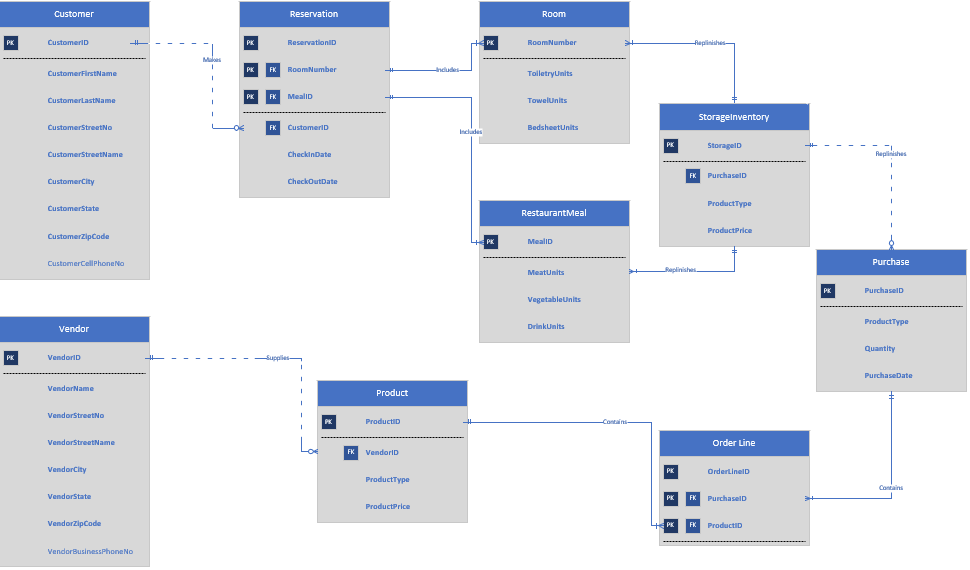 Customer
PK CustomerID
CustomerFirstName
CustomerLastName
CustomerStreetNo
CustomerStreetName
CustomerCity
CustomerState
CustomerZipCode
CustomerCellPhoneNo
Makes
Reservation
PK ReservationID
PK FK RoomNumber
PK FK MealID
FK CustomerID
CheckInDate
CheckOutDate
Includes
Includes
Room
PK RoomNumber
ToiletryUnits
TowelUnits
BedsheetUnits
Replinishes
StorageInventory
PK StorageID
FK PurchaseID
ProductType
ProductPrice
Replinishes
RestaurantMeal
PK MealID
MeatUnits
VegetableUnits
DrinkUnits
Replinishes
Purchase
PK PurchaseID
ProductType
Quantity
PurchaseDate
Vendor
PK VendorID
VendorName
VendorStreetNo
VendorStreetName
VendorCity
VendorState
VendorZipCode
VendorBusinessPhoneNo
Supplies
Product
PK ProductID
FK VendorID
ProductType
ProductPrice
Contains
Order Line
PK OrderLineID
PK FK PurchaseID
PK FK ProductID
Contains